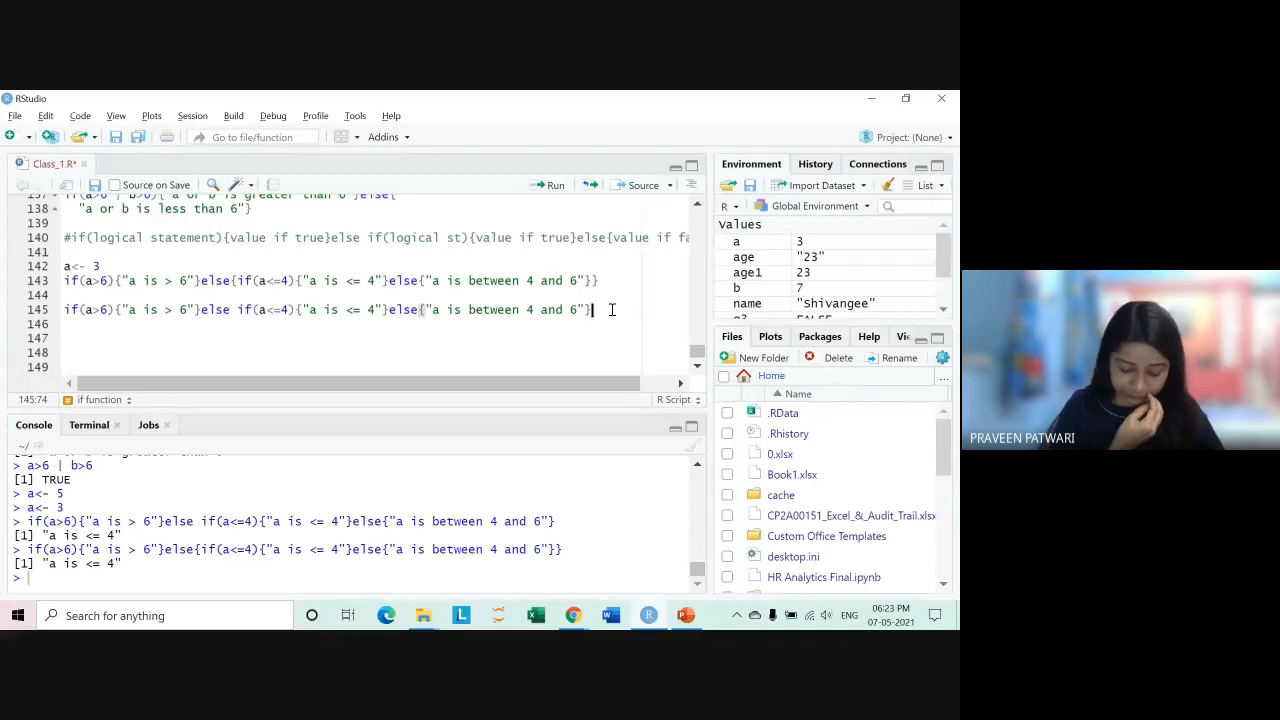 RStudio
File Edit Code View Plots Session Build Debug Profile Tools Help
Go to file/function Addins Project: (None)
Class_1.R*
Source on Save Run Source
138 "a or b is less than 6"}
139
140 #if(logical statement){value if true}else if(logical st){value if true}else{value if fa
141
142 a<- 3
143 if(a>6){"a is > 6"}else{if(a<=4){"a is <= 4"}else{"a is between 4 and 6"}}
144
145 if(a>6){"a is > 6"}else if(a<=4){"a is <= 4"}else{"a is between 4 and 6"}
146
147
148
149
145:74 if function R Script
Console Terminal Jobs
~/
> a>6 | b>6
[1] TRUE
> a<- 5
> a<- 3
> if(a>6){"a is > 6"}else if(a<=4){"a is <= 4"}else{"a is between 4 and 6"}
[1] "a is <= 4"
> if(a>6){"a is > 6"}else{if(a<=4){"a is <= 4"}else{"a is between 4 and 6"}}
[1] "a is <= 4"
>
Environment History Connections
Import Dataset List
R Global Environment
Values
a 3
age "23"
age1 23
b 7
name "Shivangee"
Files Plots Packages Help Vi
New Folder Delete Rename
Home ...
Name
.RData
.Rhistory
0.xlsx
Book1.xlsx
cache
CP2A00151_Excel_&_Audit_Trail.xlsx
Custom Office Templates
desktop.ini
HR Analytics Final.ipynb
PRAVEEN PATWARI
Search for anything
ENG
06:23 PM
07-05-2021